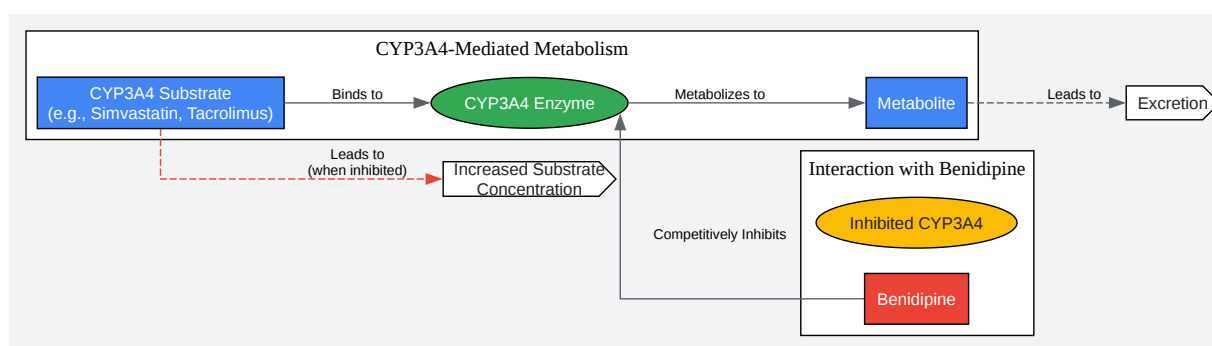 CYP3A4-Mediated Metabolism
CYP3A4 Substrate
(e.g., Simvastatin, Tacrolimus)
Binds to
CYP3A4 Enzyme
Metabolizes to
Metabolite
Leads to
Excretion
Leads to
(when inhibited)
Increased Substrate
Concentration
Interaction with Benidipine
Inhibited CYP3A4
Competitively Inhibits
Benidipine